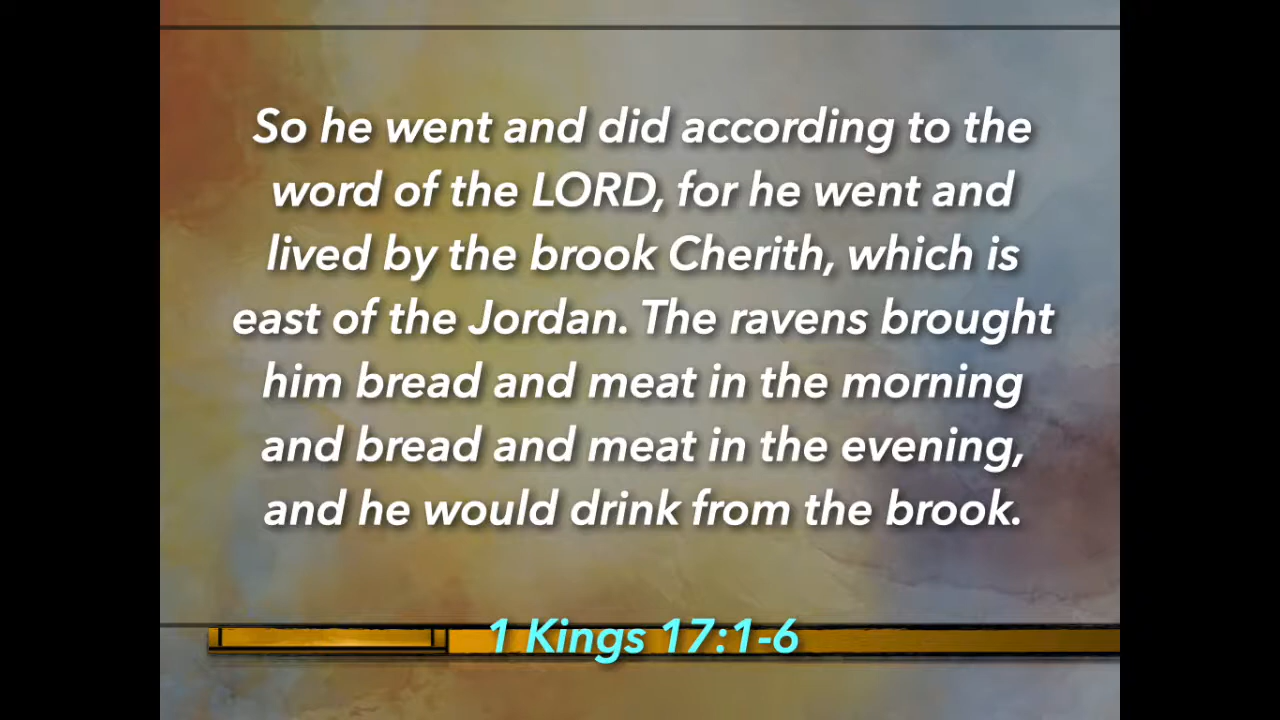 So he went and did according to the
word of the LORD, for he went and
lived by the brook Cherith, which is
east of the Jordan. The ravens brought
him bread and meat in the morning
and bread and meat in the evening,
and he would drink from the brook.
1 Kings 17:1-6